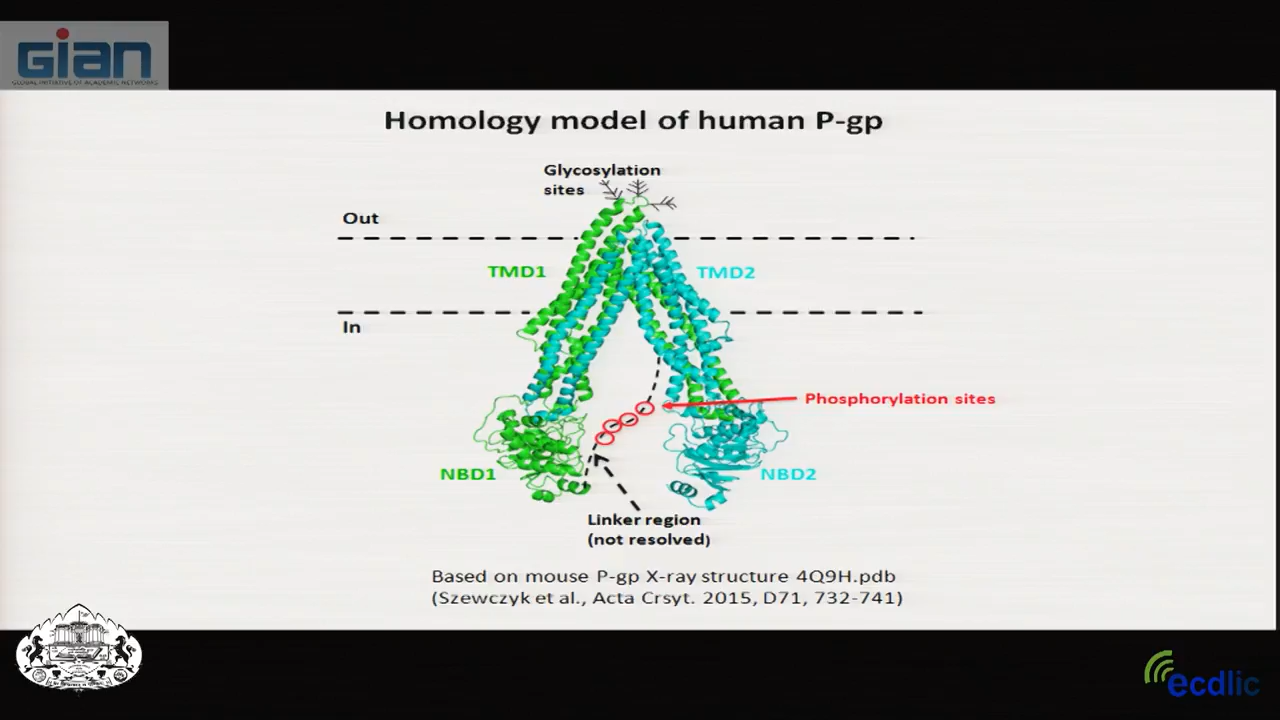 GIAN
GLOBAL INITIATIVE OF ACADEMIC NETWORKS
Homology model of human P-gp
Glycosylation
sites
Out
TMD1
TMD2
In
Phosphorylation sites
NBD1
NBD2
Linker region
(not resolved)
Based on mouse P-gp X-ray structure 4Q9H.pdb
(Szewczyk et al., Acta Crsyt. 2015, D71, 732-741)
ecdlic